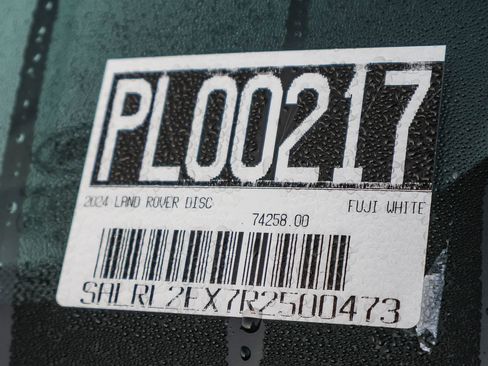 PL00217
2024 LAND ROVER DISC FUJI WHITE
74258.00
SALRL2EX7R2500473